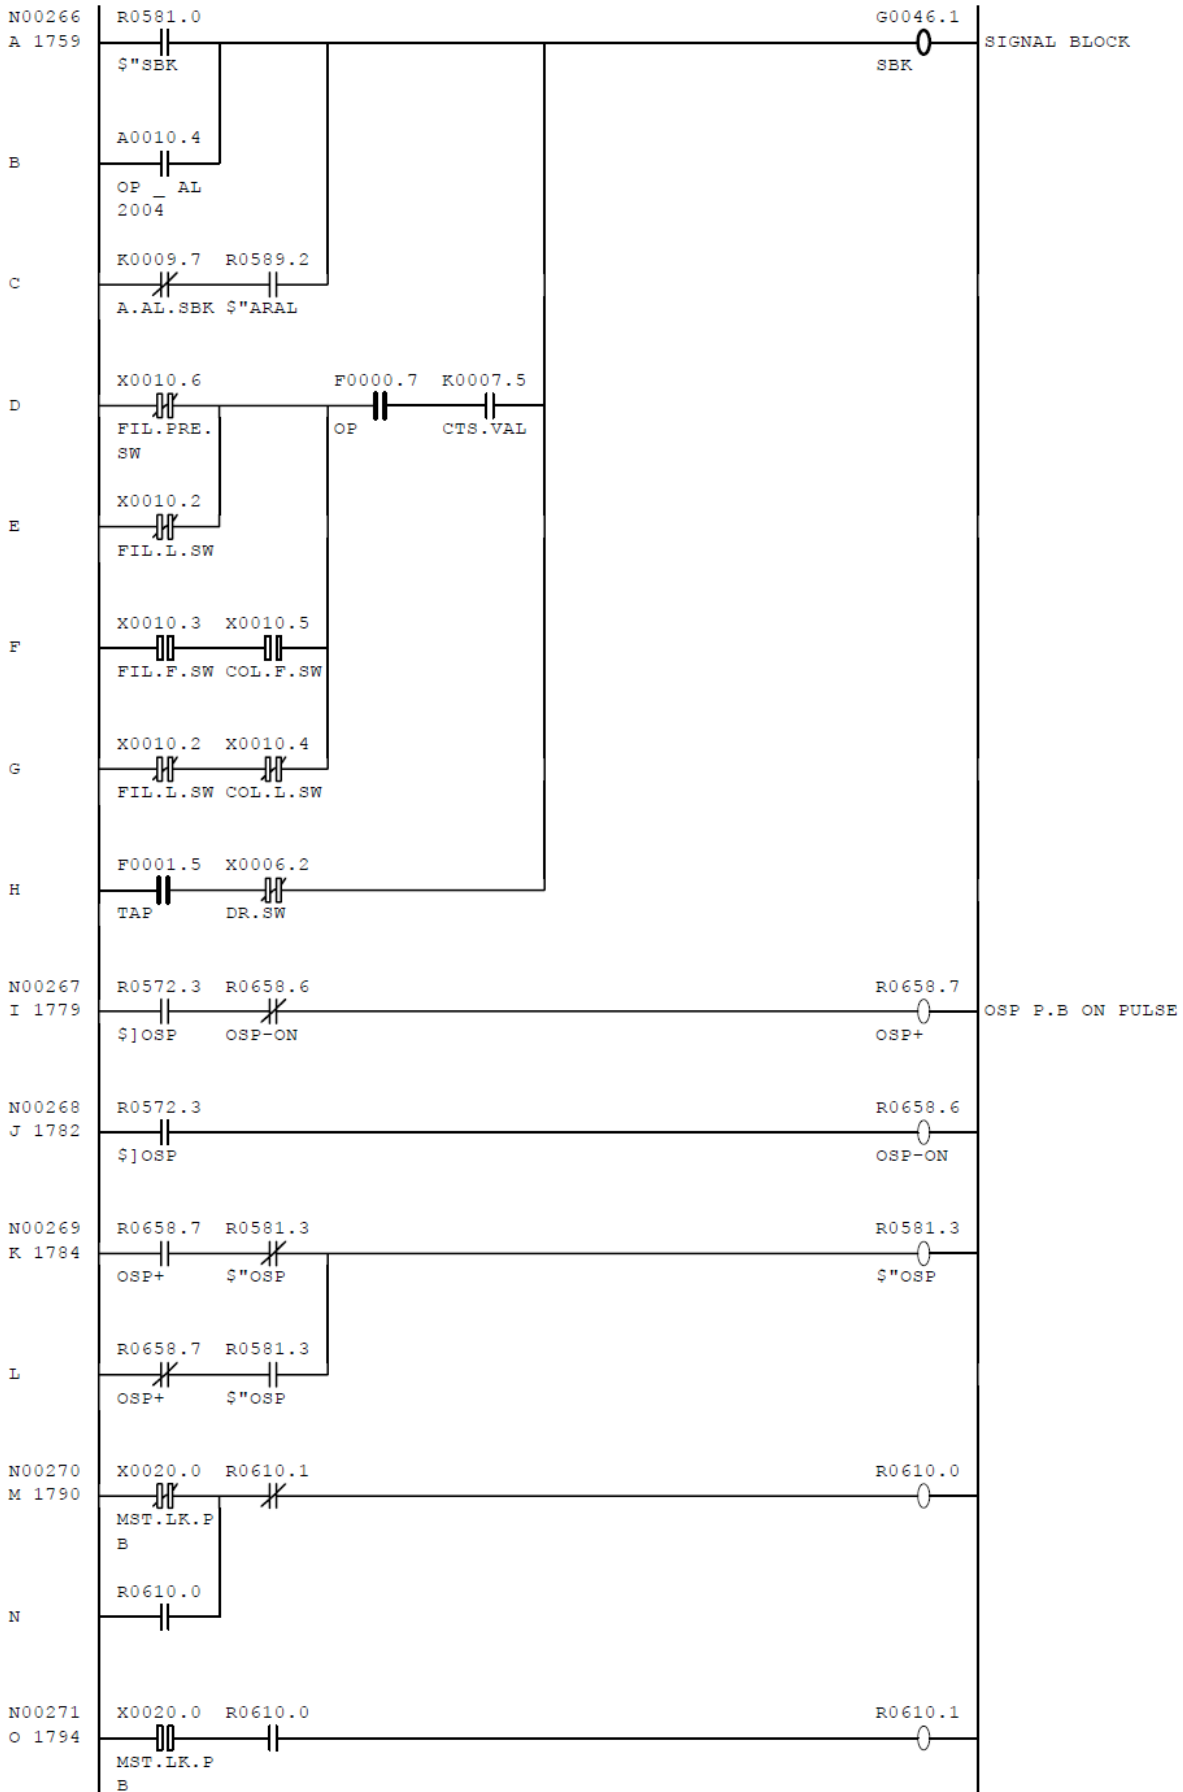 N00266 R0581.0 G0046.1
A 1759 SIGNAL BLOCK
$"SBK SBK
A0010.4
B
OP _ AL
2004
K0009.7 R0589.2
C
A.AL.SBK $"ARAL
X0010.6 F0000.7 K0007.5
D
FIL.PRE. OP CTS.VAL
SW
X0010.2
E
FIL.L.SW
X0010.3 X0010.5
F
FIL.F.SW COL.F.SW
X0010.2 X0010.4
G
FIL.L.SW COL.L.SW
F0001.5 X0006.2
H
TAP DR.SW
N00267 R0572.3 R0658.6 R0658.7
I 1779 OSP P.B ON PULSE
$]OSP OSP-ON OSP+
N00268 R0572.3 R0658.6
J 1782
$]OSP OSP-ON
N00269 R0658.7 R0581.3 R0581.3
K 1784
OSP+ $"OSP $"OSP
R0658.7 R0581.3
L
OSP+ $"OSP
N00270 X0020.0 R0610.1 R0610.0
M 1790
MST.LK.P
B
R0610.0
N
N00271 X0020.0 R0610.0 R0610.1
O 1794
MST.LK.P
B